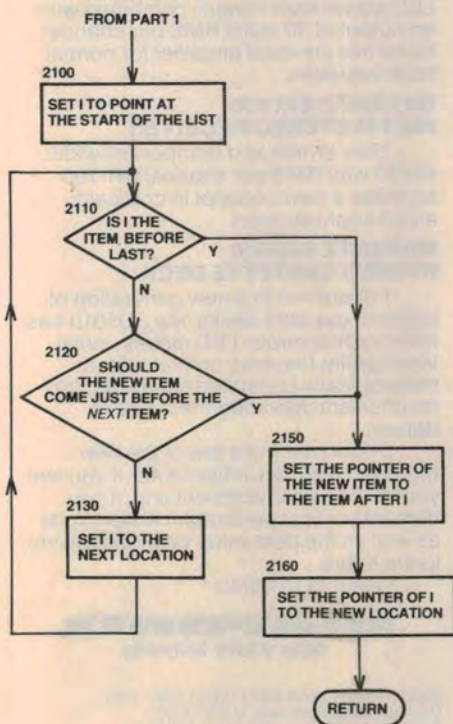 FROM PART 1
2100
SET I TO POINT AT
THE START OF THE LIST
2110
IS I THE
ITEM BEFORE
LAST?
Y
N
2120
SHOULD
THE NEW ITEM
COME JUST BEFORE THE
NEXT ITEM?
Y
N
2130
SET I TO THE
NEXT LOCATION
2150
SET THE POINTER OF
THE NEW ITEM TO
THE ITEM AFTER I
2160
SET THE POINTER OF I
TO THE NEW LOCATION
RETURN